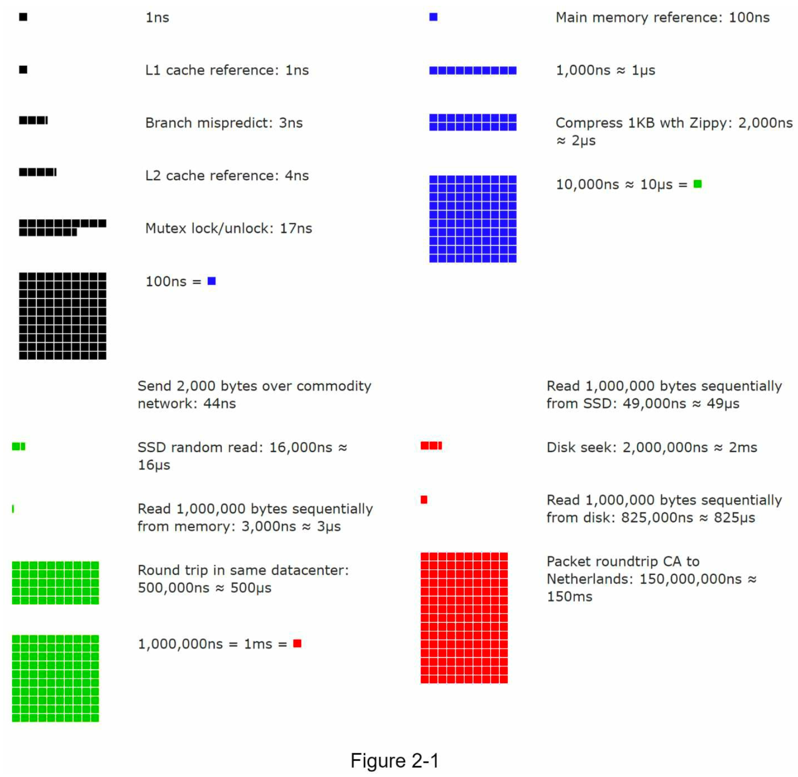 1ns
L1 cache reference: 1ns
Branch mispredict: 3ns
L2 cache reference: 4ns
Mutex lock/unlock: 17ns
100ns =
Main memory reference: 100ns
1,000ns ≈ 1µs
Compress 1KB wth Zippy: 2,000ns
≈ 2µs
10,000ns ≈ 10µs =
Send 2,000 bytes over commodity
network: 44ns
SSD random read: 16,000ns ≈
16µs
Read 1,000,000 bytes sequentially
from memory: 3,000ns ≈ 3µs
Round trip in same datacenter:
500,000ns ≈ 500µs
1,000,000ns = 1ms =
Read 1,000,000 bytes sequentially
from SSD: 49,000ns ≈ 49µs
Disk seek: 2,000,000ns ≈ 2ms
Read 1,000,000 bytes sequentially
from disk: 825,000ns ≈ 825µs
Packet roundtrip CA to
Netherlands: 150,000,000ns ≈
150ms
Figure 2-1